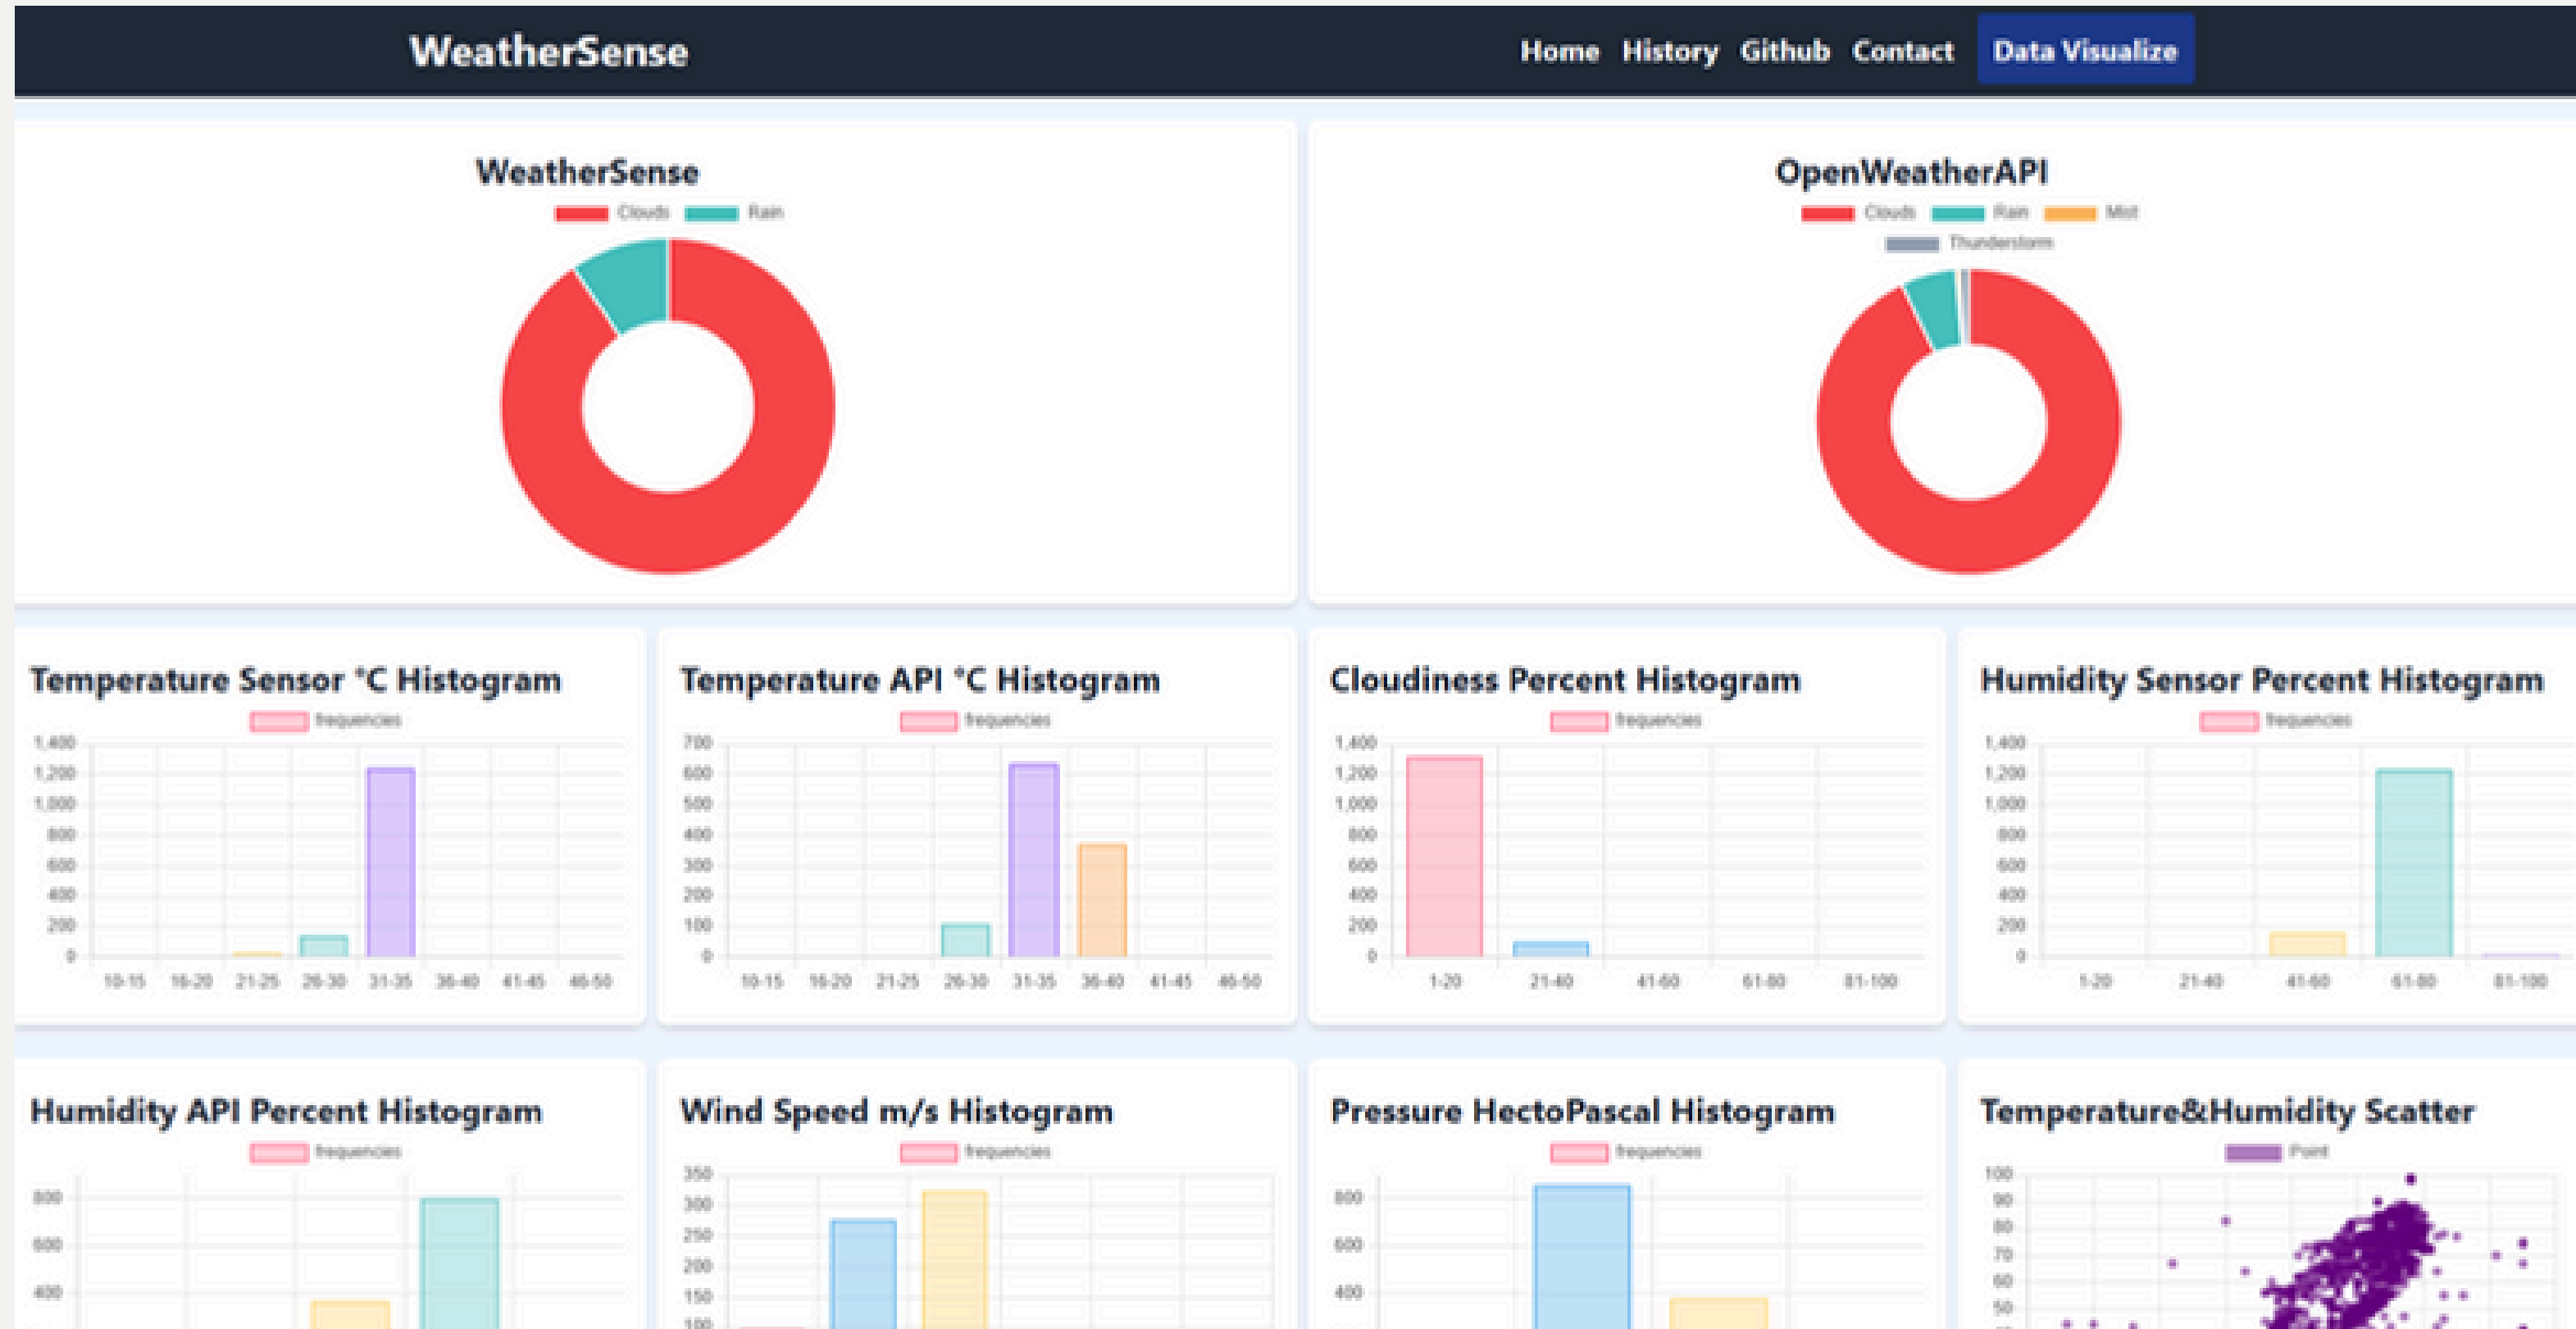 WeatherSense Home History Github Contact Data Visualize
WeatherSense
Clouds Rain
OpenWeatherAPI
Clouds Rain Mist
Thunderstorm
Temperature Sensor °C Histogram
frequencies
1,400
1,200
1,000
800
600
400
200
0
10-15 16-20 21-25 26-30 31-35 36-40 41-45 46-50
Temperature API °C Histogram
frequencies
700
600
500
400
300
200
100
0
10-15 16-20 21-25 26-30 31-35 36-40 41-45 46-50
Cloudiness Percent Histogram
frequencies
1,400
1,200
1,000
800
600
400
200
0
1-20 21-40 41-60 61-80 81-100
Humidity Sensor Percent Histogram
frequencies
1,400
1,200
1,000
800
600
400
200
0
1-20 21-40 41-60 61-80 81-100
Humidity API Percent Histogram
frequencies
800
600
400
Wind Speed m/s Histogram
frequencies
350
300
250
200
150
100
Pressure HectoPascal Histogram
frequencies
800
600
400
Temperature&Humidity Scatter
Point
100
90
80
70
60
50